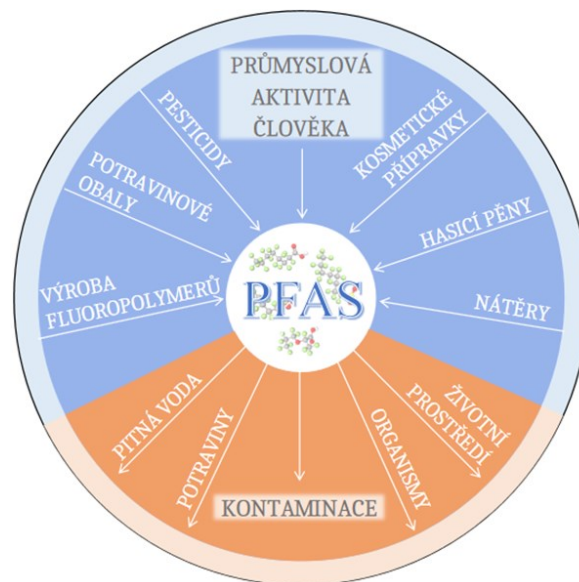 PRŮMYSLOVÁ
AKTIVITA
ČLOVĚKA
PESTICIDY
KOSMETICKÉ
PŘÍPRAVKY
POTRAVINOVÉ
OBALY
HASICÍ PĚNY
VÝROBA
FLUOROPOLYMERŮ
PFAS
NÁTĚRY
PITNÁ VODA
POTRAVINY
KONTAMINACE
ORGANISMY
ŽIVOTNÍ
PROSTŘEDÍ